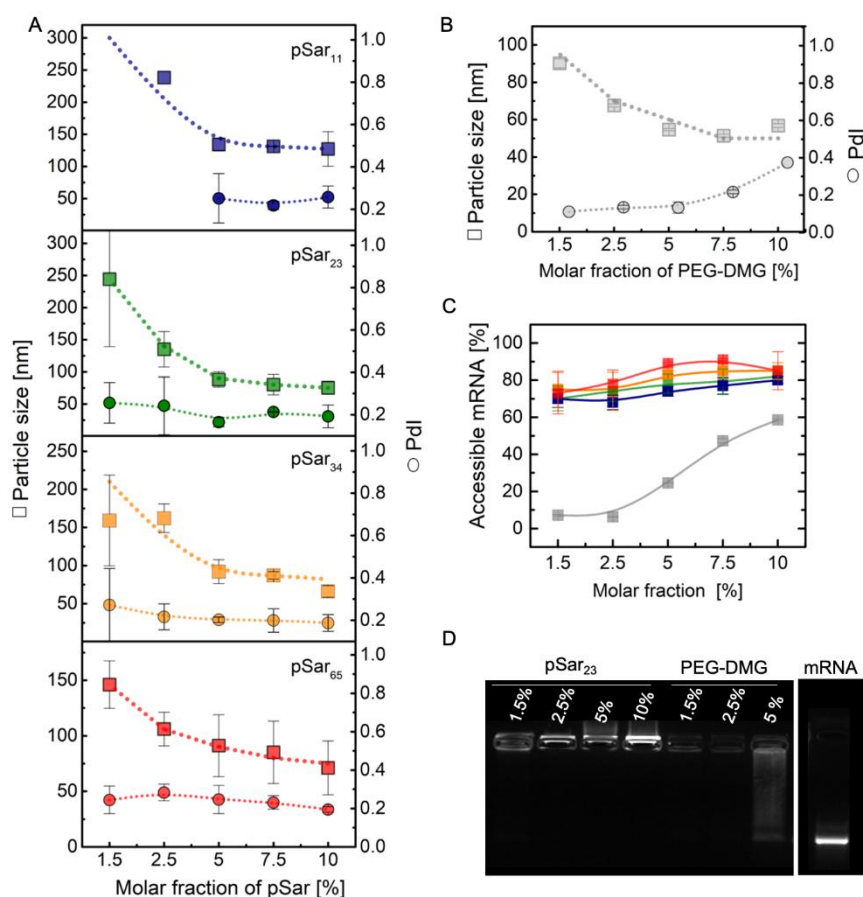 A
pSar11
300
250
200
150
100
50
1.0
0.8
0.6
0.4
0.2
pSar23
300
250
200
150
100
50
1.0
0.8
0.6
0.4
0.2
pSar34
250
200
150
100
50
1.0
0.8
0.6
0.4
0.2
pSar65
150
100
50
0
1.0
0.8
0.6
0.4
0.2
0.0
Particle size [nm]
PdI
1.5 2.5 5 7.5 10
Molar fraction of pSar [%]
B
100
80
60
40
20
0
Particle size [nm]
1.0
0.8
0.6
0.4
0.2
0.0
PdI
1.5 2.5 5 7.5 10
Molar fraction of PEG-DMG [%]
C
Accessible mRNA [%]
100
80
60
40
20
0
1.5 2.5 5 7.5 10
Molar fraction [%]
D
pSar23 PEG-DMG mRNA
1.5% 2.5% 5% 10% 1.5% 2.5% 5 %